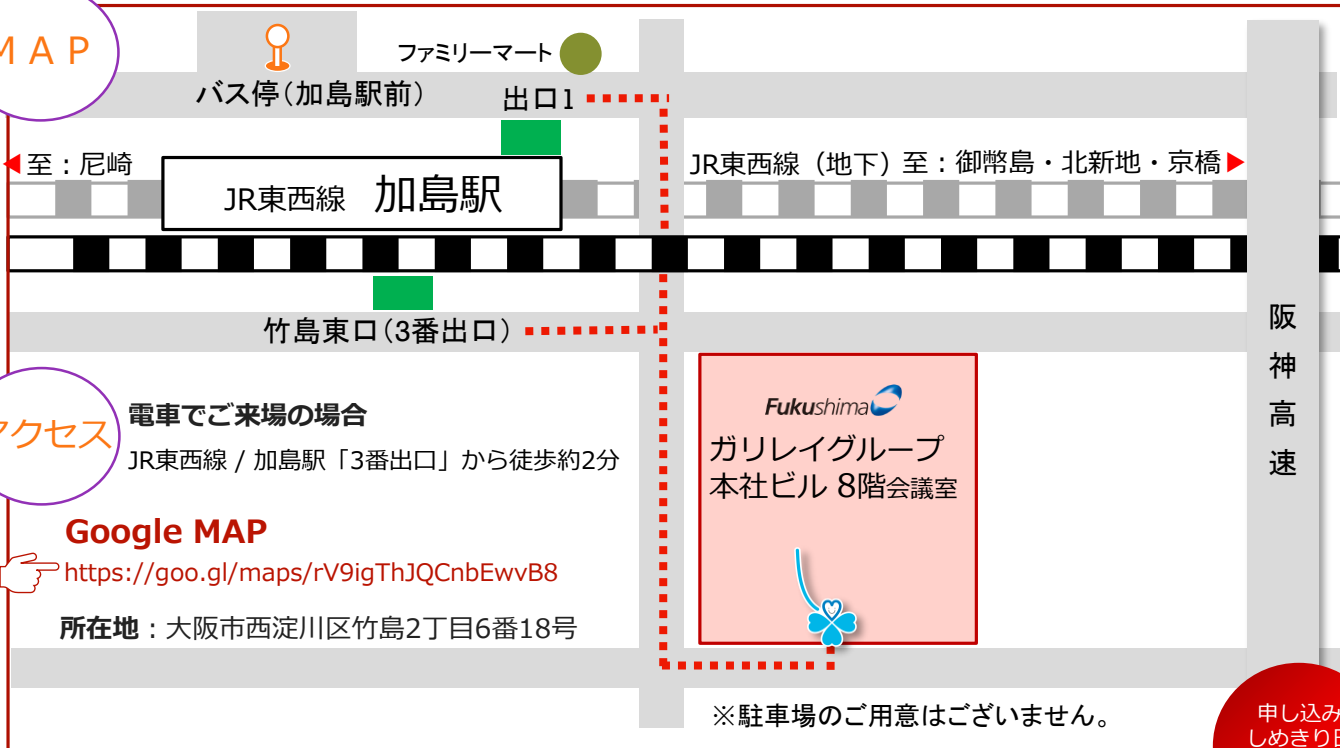 MAP
ファミリーマート
バス停（加島駅前）
出口1
至：尼崎
JR東西線 加島駅
JR東西線（地下）至：御幣島・北新地・京橋
竹島東口（3番出口）
阪神高速
アクセス
電車でご来場の場合
JR東西線 / 加島駅「3番出口」から徒歩約2分
Google MAP
https://goo.gl/maps/rV9igThJQCnbEwvB8
所在地：大阪市西淀川区竹島2丁目6番18号
Fukushima
ガリレイグループ
本社ビル 8階会議室
※駐車場のご用意はございません。
申し込み
しめきり日